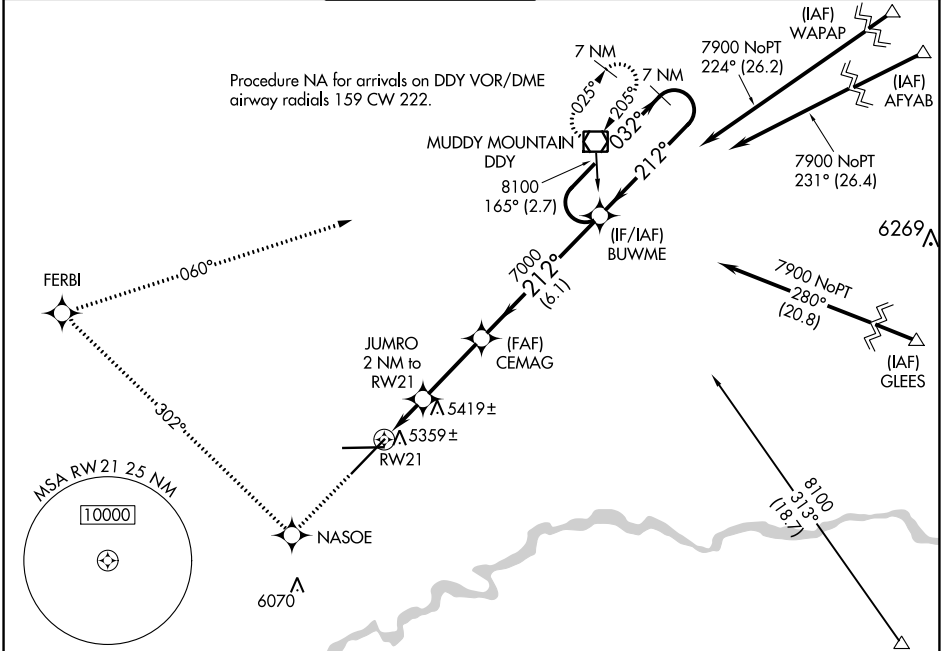 (IAF)
WAPAP
7900 NoPT
224° (26.2)
(IAF)
AFYAB
7900 NoPT
231° (26.4)
7 NM
7 NM
025°
205°
Procedure NA for arrivals on DDY VOR/DME
airway radials 159 CW 222.
MUDDY MOUNTAIN
DDY
032°
212°
8100
165° (2.7)
(IF/IAF)
BUWME
6269
7900 NoPT
280°
(20.8)
(IAF)
GLEES
060°
FERBI
7000
212°
(6.1)
(FAF)
CEMAG
JUMRO
2 NM to
RW21
5419±
5359±
RW21
302°
8100
313°
(18.7)
MSA RW21 25 NM
10000
NASOE
6070